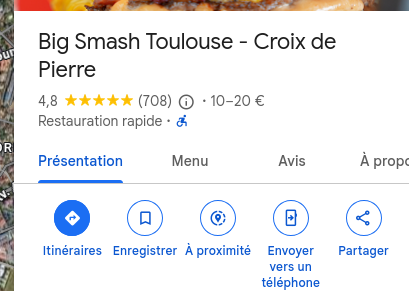 Big Smash Toulouse - Croix de
Pierre
4,8 (708) · 10–20 €
Restauration rapide ·
Présentation Menu Avis À propo
Itinéraires Enregistrer À proximité Envoyer vers un téléphone Partager